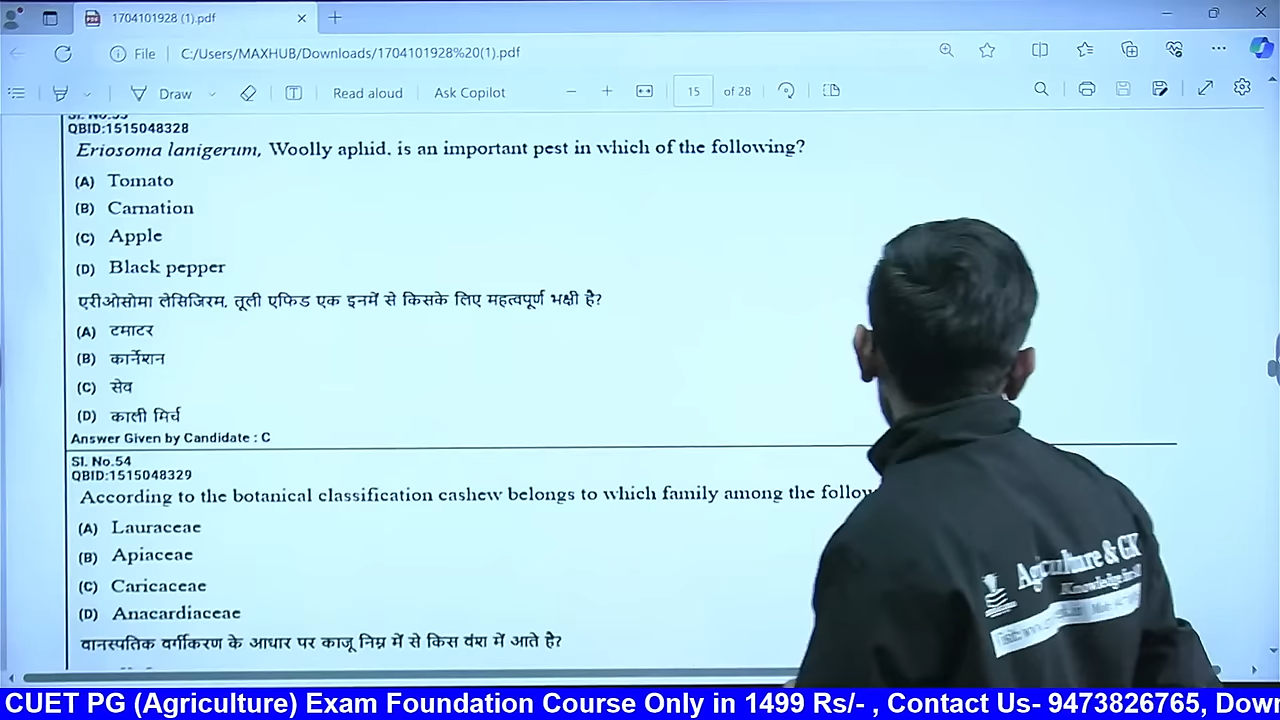 1704101928 (1).pdf
File
C:/Users/MAXHUB/Downloads/1704101928%20(1).pdf
Draw
Read aloud
Ask Copilot
15
of 28
QBID:1515048328
Eriosoma lanigerum, Woolly aphid. is an important pest in which of the following?
(A) Tomato
(B) Carnation
(C) Apple
(D) Black pepper
एरीओसोमा लेसिजिरम, तूली एफिड एक इनमें से किसके लिए महत्वपूर्ण भक्षी है?
(A) टमाटर
(B) कार्नेशन
(C) सेव
(D) काली मिर्च
Answer Given by Candidate : C
SI. No.54
QBID:1515048329
According to the botanical classification cashew belongs to which family among the
(A) Lauraceae
(B) Apiaceae
(C) Caricaceae
(D) Anacardiaceae
वानस्पतिक वर्गीकरण के आधार पर काजू निम्न में से किस वंश में आते है?
Agriculture & GK
CUET PG (Agriculture) Exam Foundation Course Only in 1499 Rs/- , Contact Us- 9473826765,